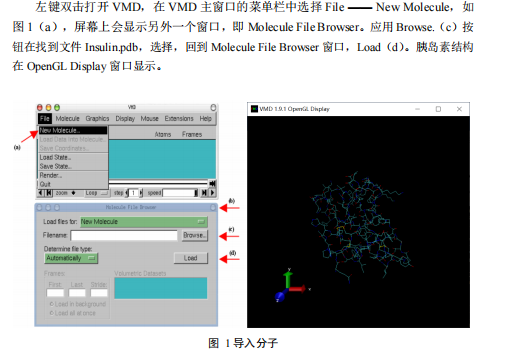 左键双击打开 VMD，在 VMD 主窗口的菜单栏中选择 File —— New Molecule，如
图 1（a），屏幕上会显示另外一个窗口，即 Molecule File Browser。应用 Browse.（c）按
钮在找到文件 Insulin.pdb，选择，回到 Molecule File Browser 窗口，Load（d）。胰岛素结构
在 OpenGL Display 窗口显示。
VMD
File Molecule Graphics Display Mouse Extensions Help
New Molecule...
Load Data Into Molecule...
Save Coordinates...
Load State...
Save State...
Render...
Quit
Atoms Frames
zoom Loop step 1 speed
(a)
Molecule File Browser
(b)
Load files for: New Molecule
Filename: Browse...
(c)
Determine file type:
Automatically Load
(d)
Frames: Volumetric Datasets
First: Last: Stride:
Load in background
Load all at once
VMD 1.9.1 OpenGL Display
图 1导入分子